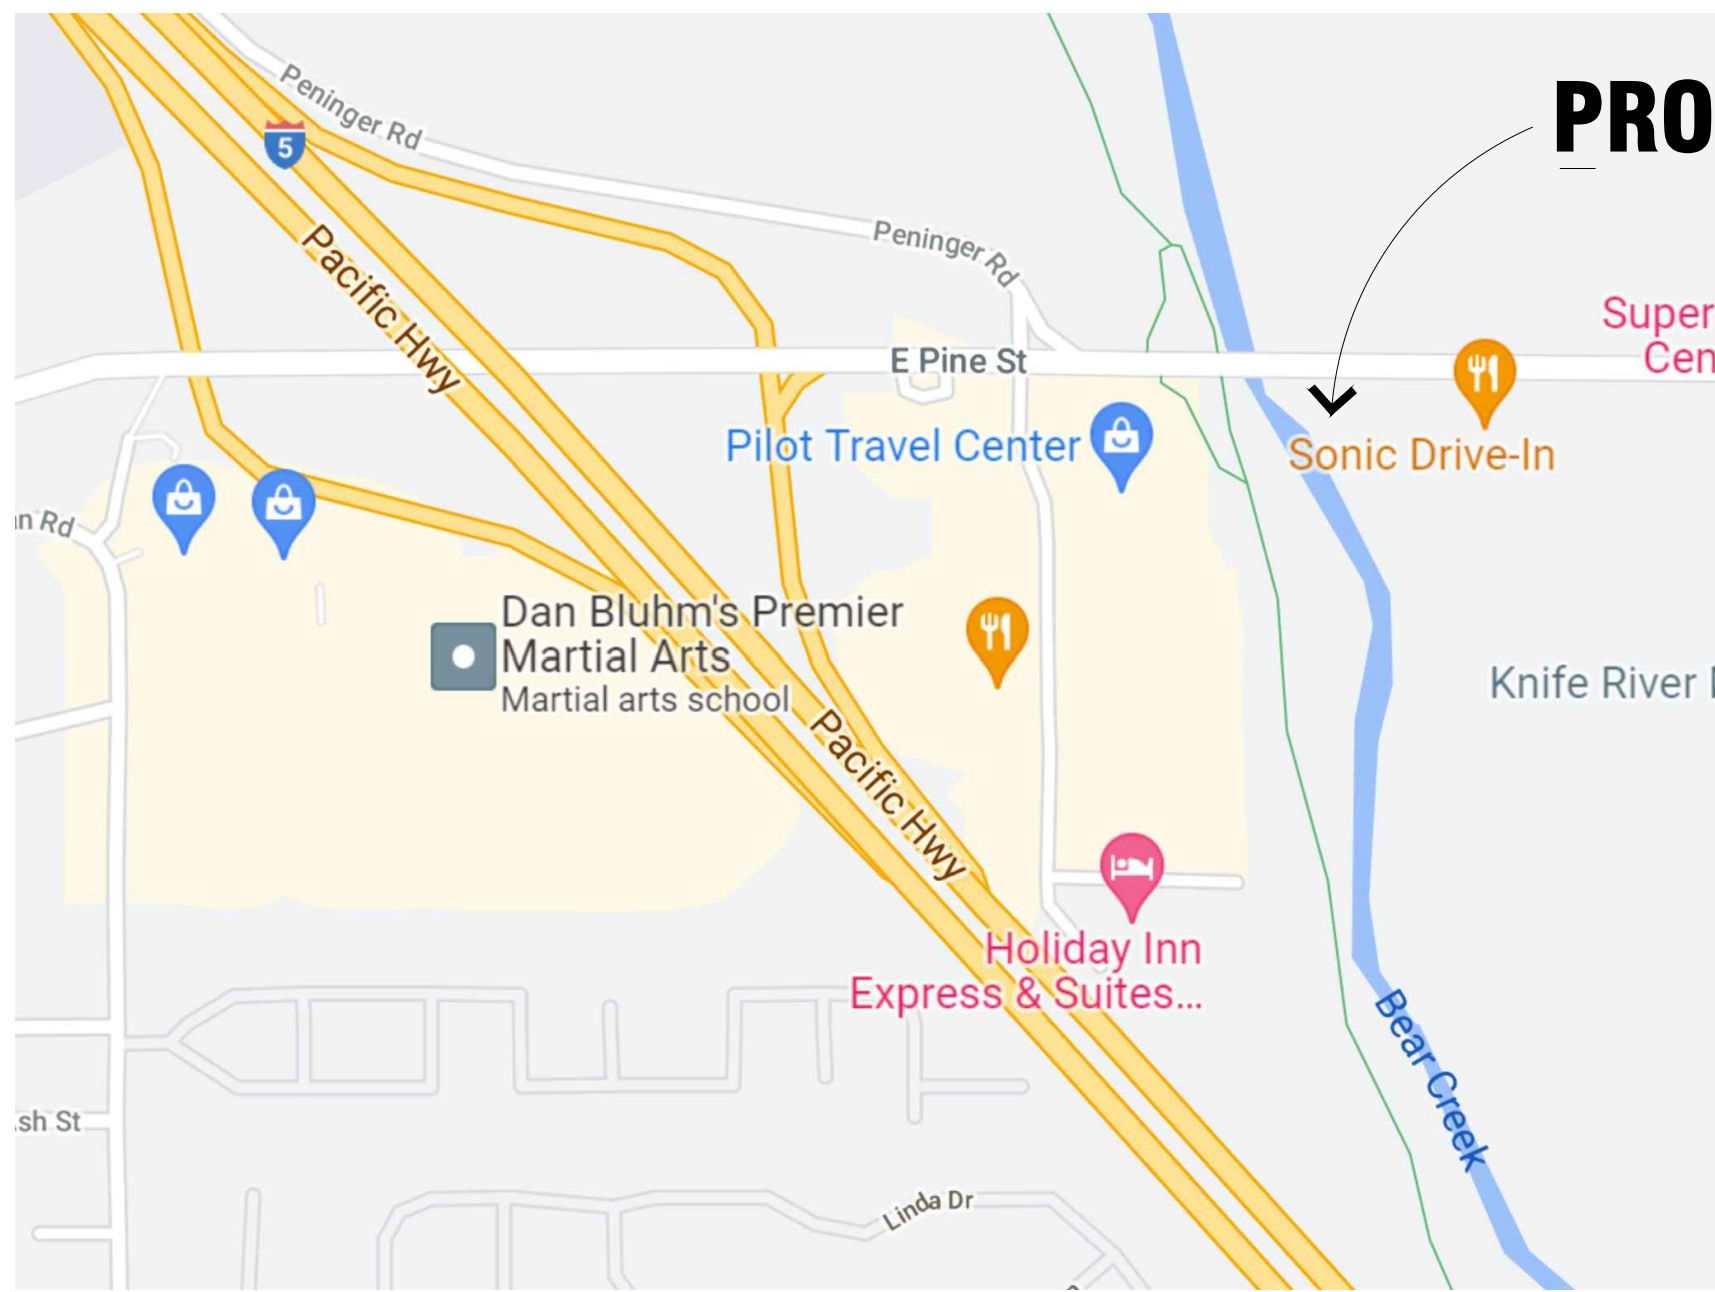 Peninger Rd
PRO
5
Pacific Hwy
Peninger Rd
Super
Cen
E Pine St
Pilot Travel Center
Sonic Drive-In
n Rd
Dan Bluhm's Premier
Martial Arts
Martial arts school
Knife River
Pacific Hwy
Holiday Inn
Express & Suites...
Bear Creek
sh St
Linda Dr